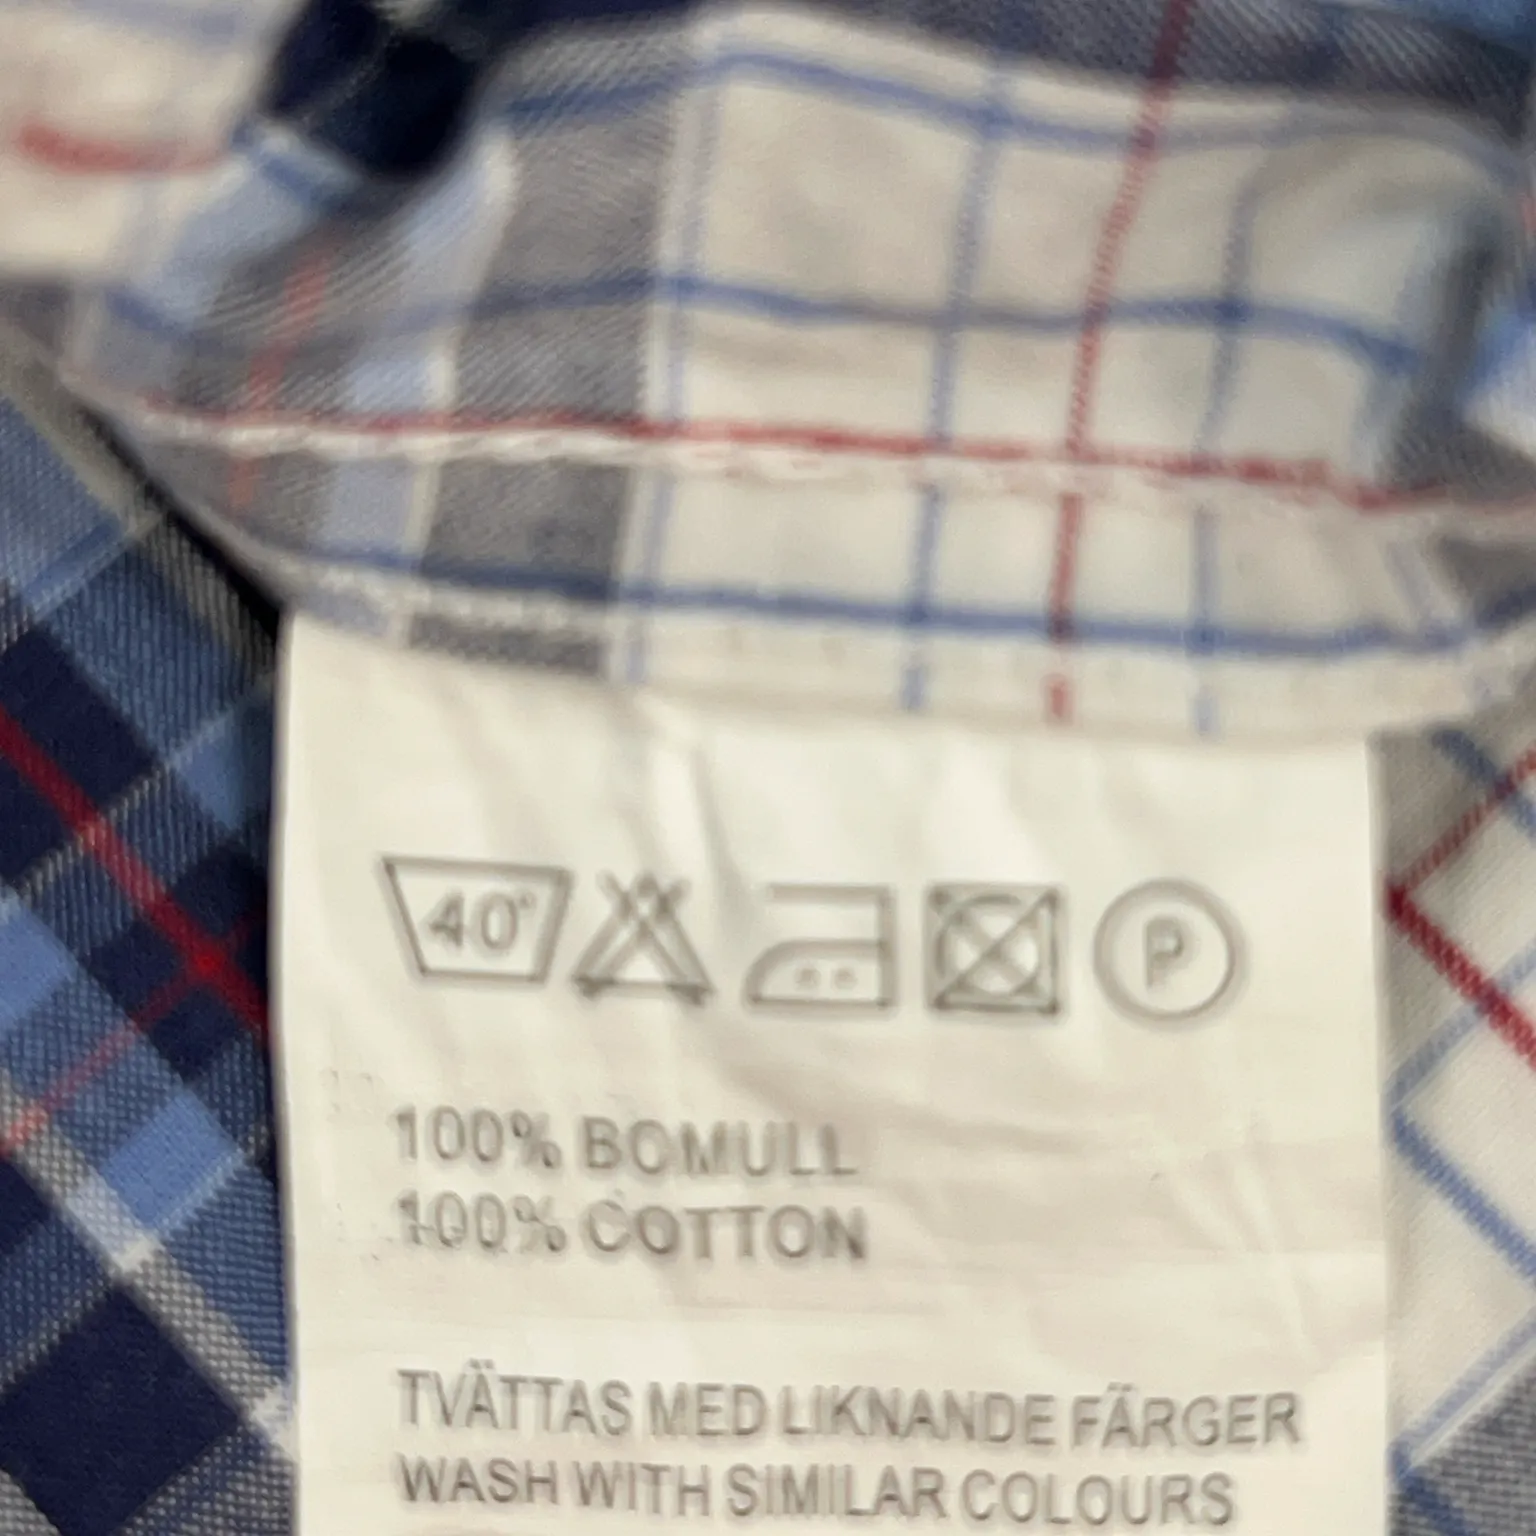 40°
P
100% BOMULL
100% COTTON
TVÄTTAS MED LIKNANDE FÄRGER
WASH WITH SIMILAR COLOURS